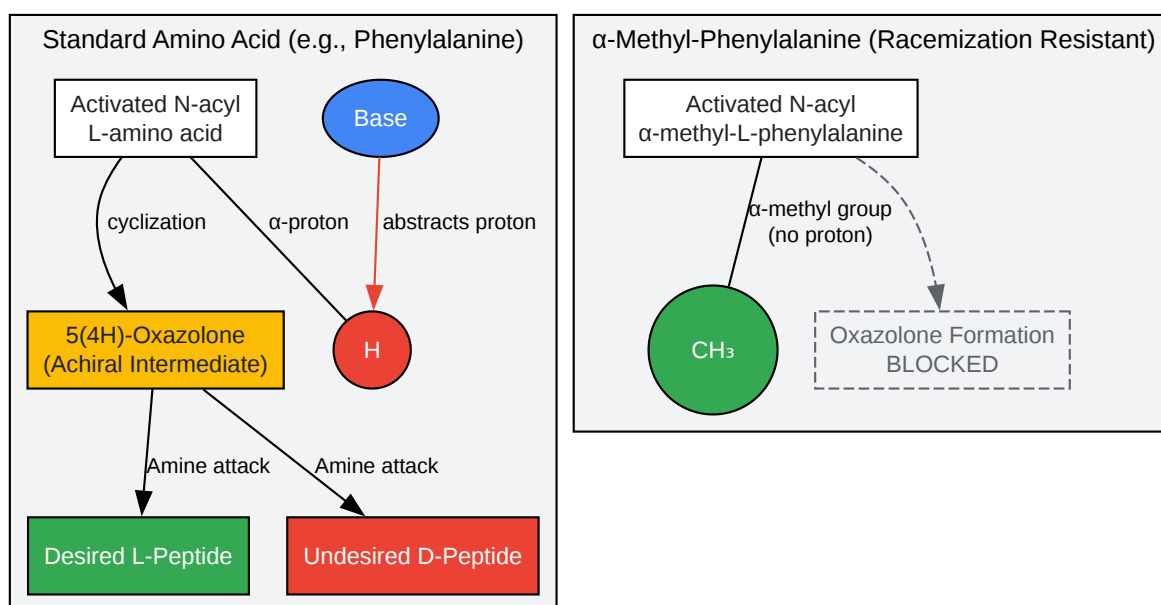 Standard Amino Acid (e.g., Phenylalanine)
Activated N-acyl
L-amino acid
Base
cyclization
α-proton
abstracts proton
5(4H)-Oxazolone
(Achiral Intermediate)
H
Amine attack
Amine attack
Desired L-Peptide
Undesired D-Peptide
α-Methyl-Phenylalanine (Racemization Resistant)
Activated N-acyl
α-methyl-L-phenylalanine
α-methyl group
(no proton)
CH₃
Oxazolone Formation
BLOCKED